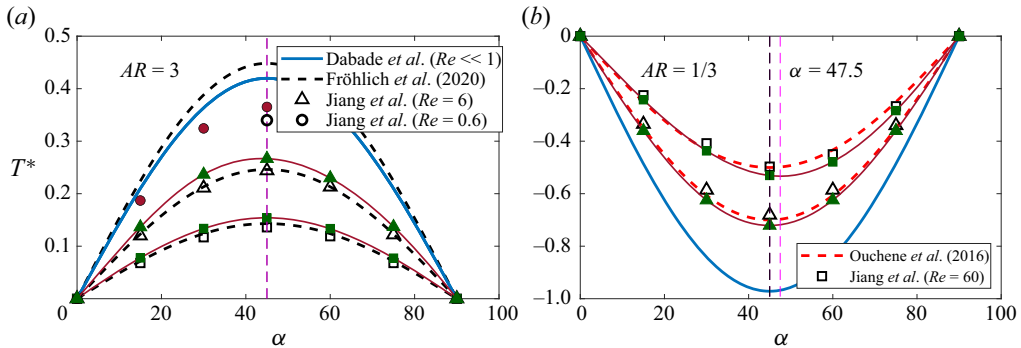 (a)
0.5
0.4
0.3
0.2
0.1
0
T*
AR = 3
Dabade et al. (Re << 1)
Fröhlich et al. (2020)
Jiang et al. (Re = 6)
Jiang et al. (Re = 0.6)
0 20 40 60 80 100
α
(b)
0
−0.2
−0.4
−0.6
−0.8
−1.0
AR = 1/3
α = 47.5
Ouchene et al. (2016)
Jiang et al. (Re = 60)
0 20 40 60 80 100
α